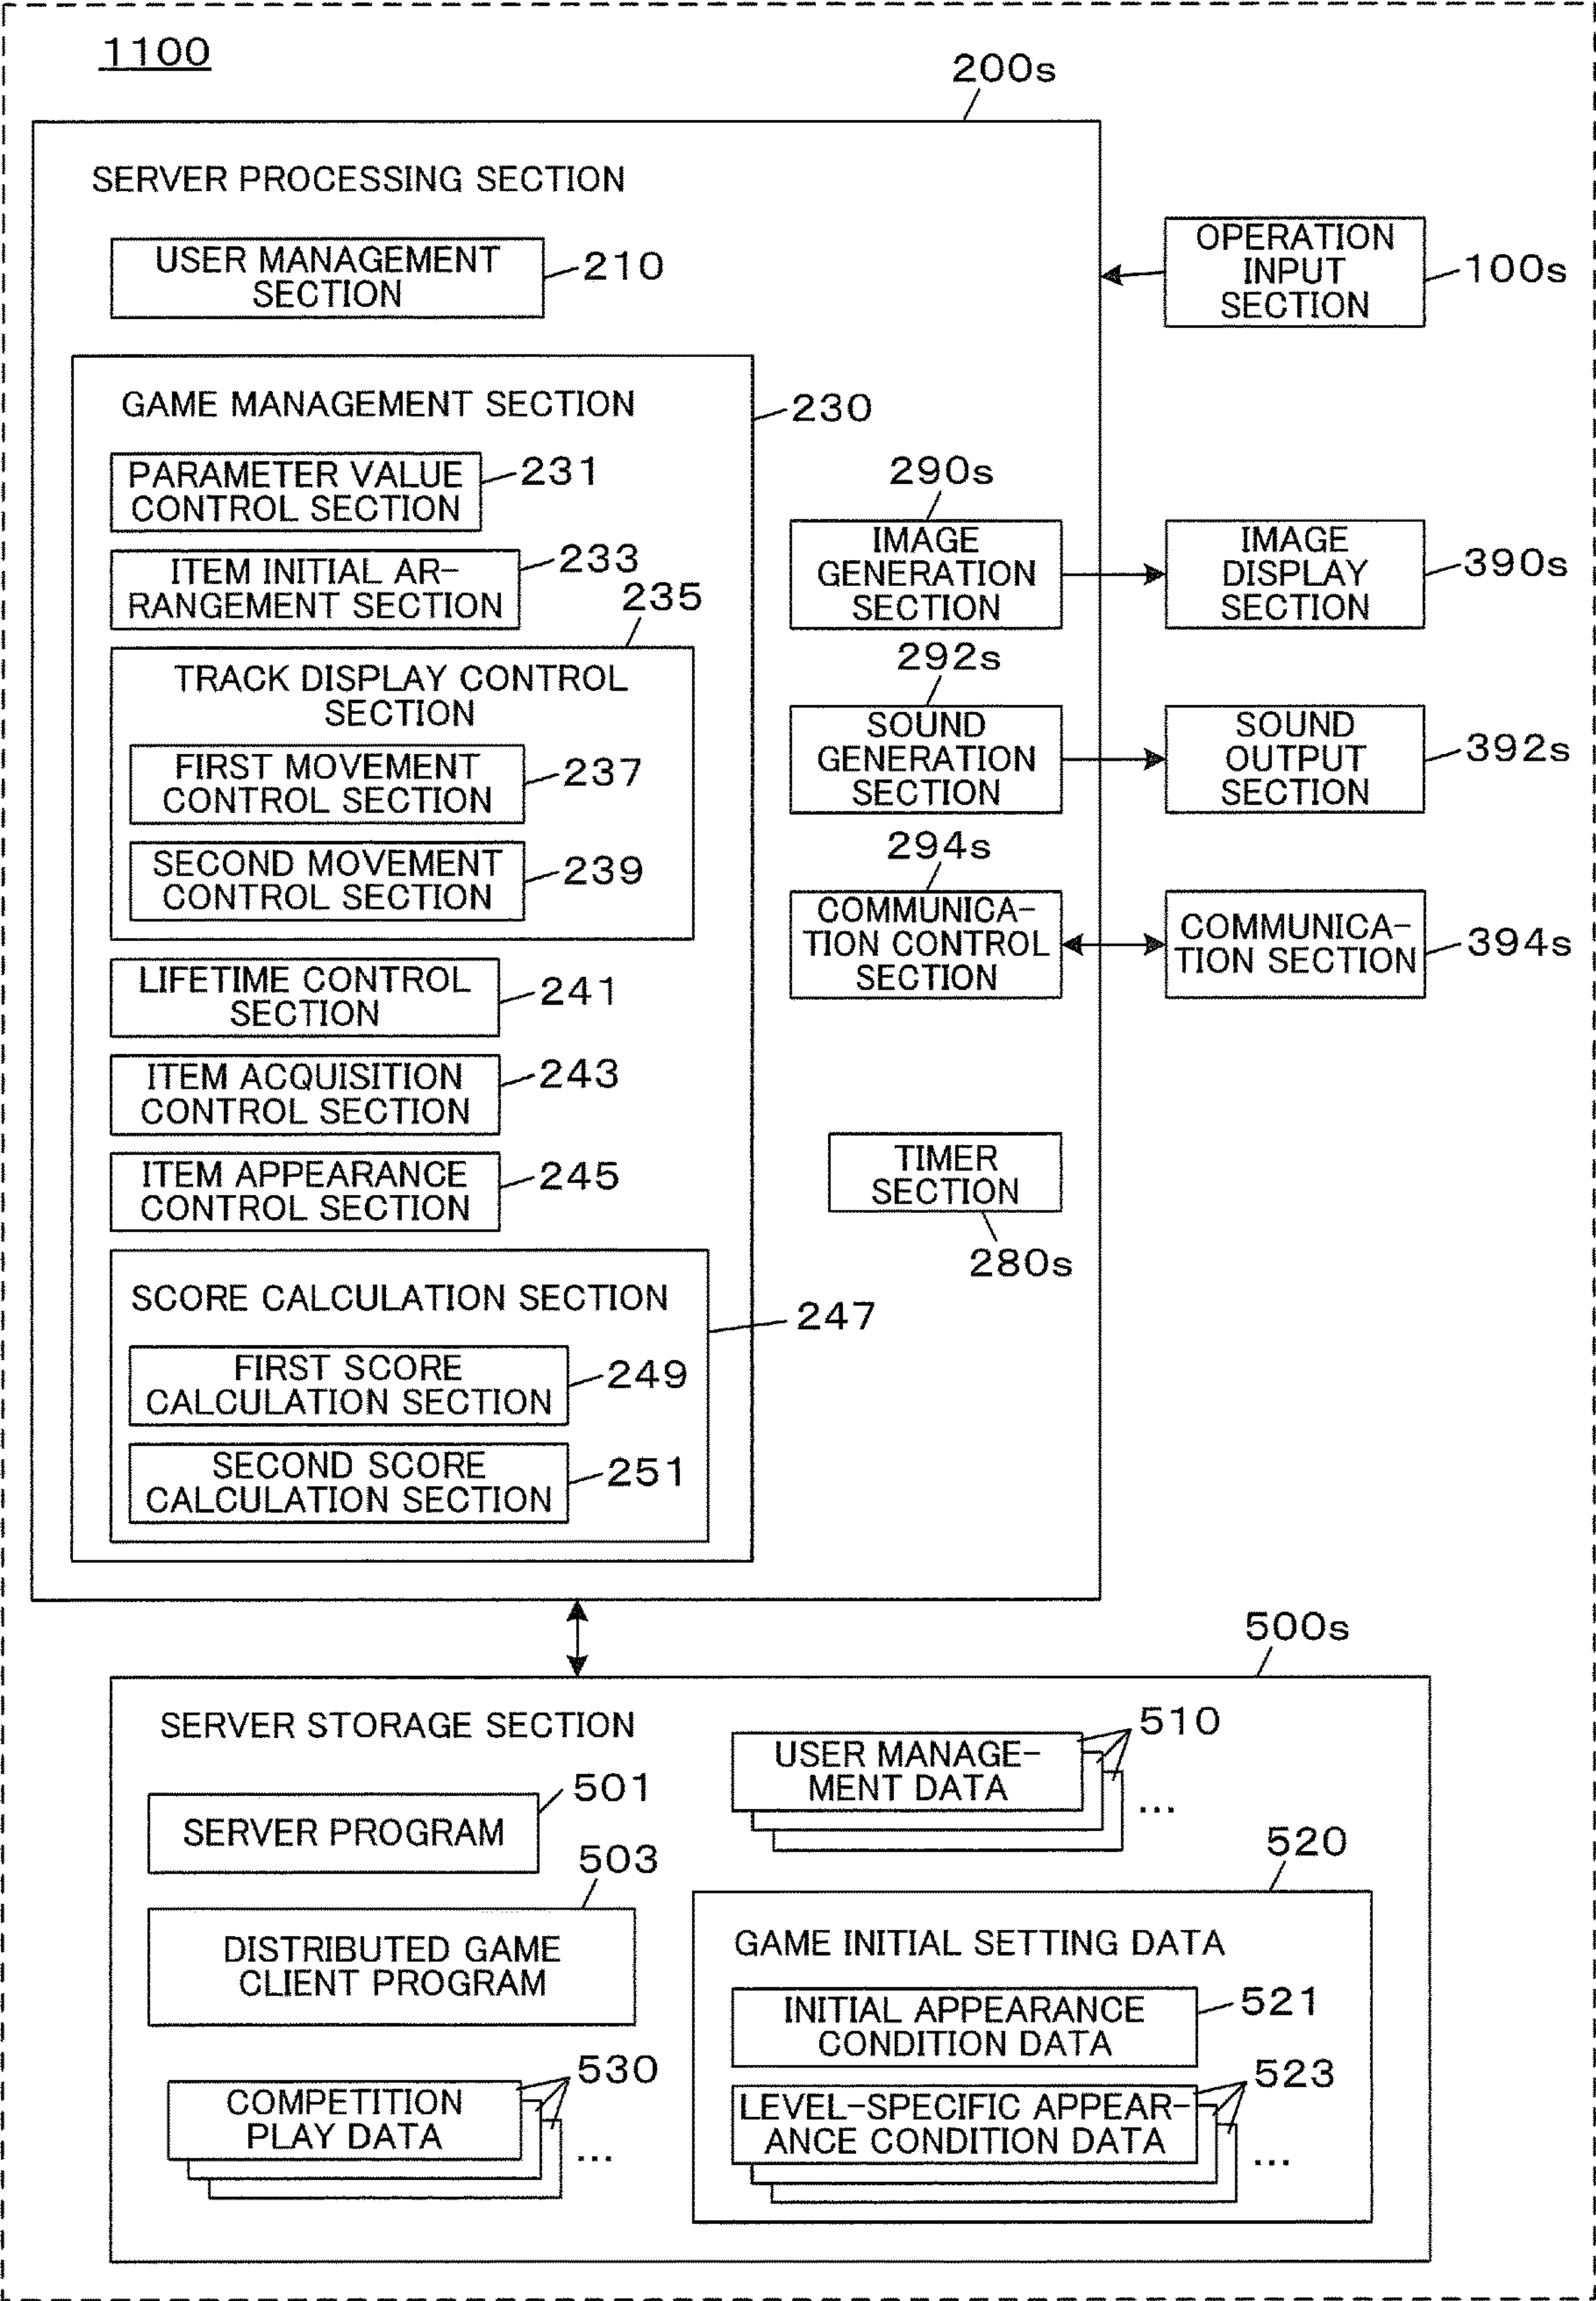 1100
200s
SERVER PROCESSING SECTION
USER MANAGEMENT
SECTION
210
OPERATION
INPUT
SECTION
100s
GAME MANAGEMENT SECTION
230
PARAMETER VALUE
CONTROL SECTION
231
ITEM INITIAL AR-
RANGEMENT SECTION
233
235
TRACK DISPLAY CONTROL
SECTION
FIRST MOVEMENT
CONTROL SECTION
237
SECOND MOVEMENT
CONTROL SECTION
239
LIFETIME CONTROL
SECTION
241
ITEM ACQUISITION
CONTROL SECTION
243
ITEM APPEARANCE
CONTROL SECTION
245
SCORE CALCULATION SECTION
247
FIRST SCORE
CALCULATION SECTION
249
SECOND SCORE
CALCULATION SECTION
251
290s
IMAGE
GENERATION
SECTION
IMAGE
DISPLAY
SECTION
390s
292s
SOUND
GENERATION
SECTION
SOUND
OUTPUT
SECTION
392s
294s
COMMUNICA-
TION CONTROL
SECTION
COMMUNICA-
TION SECTION
394s
TIMER
SECTION
280s
500s
SERVER STORAGE SECTION
SERVER PROGRAM
501
503
DISTRIBUTED GAME
CLIENT PROGRAM
COMPETITION
PLAY DATA
530
...
USER MANAGE-
MENT DATA
510
...
520
GAME INITIAL SETTING DATA
INITIAL APPEARANCE
CONDITION DATA
521
LEVEL-SPECIFIC APPEAR-
ANCE CONDITION DATA
523
...